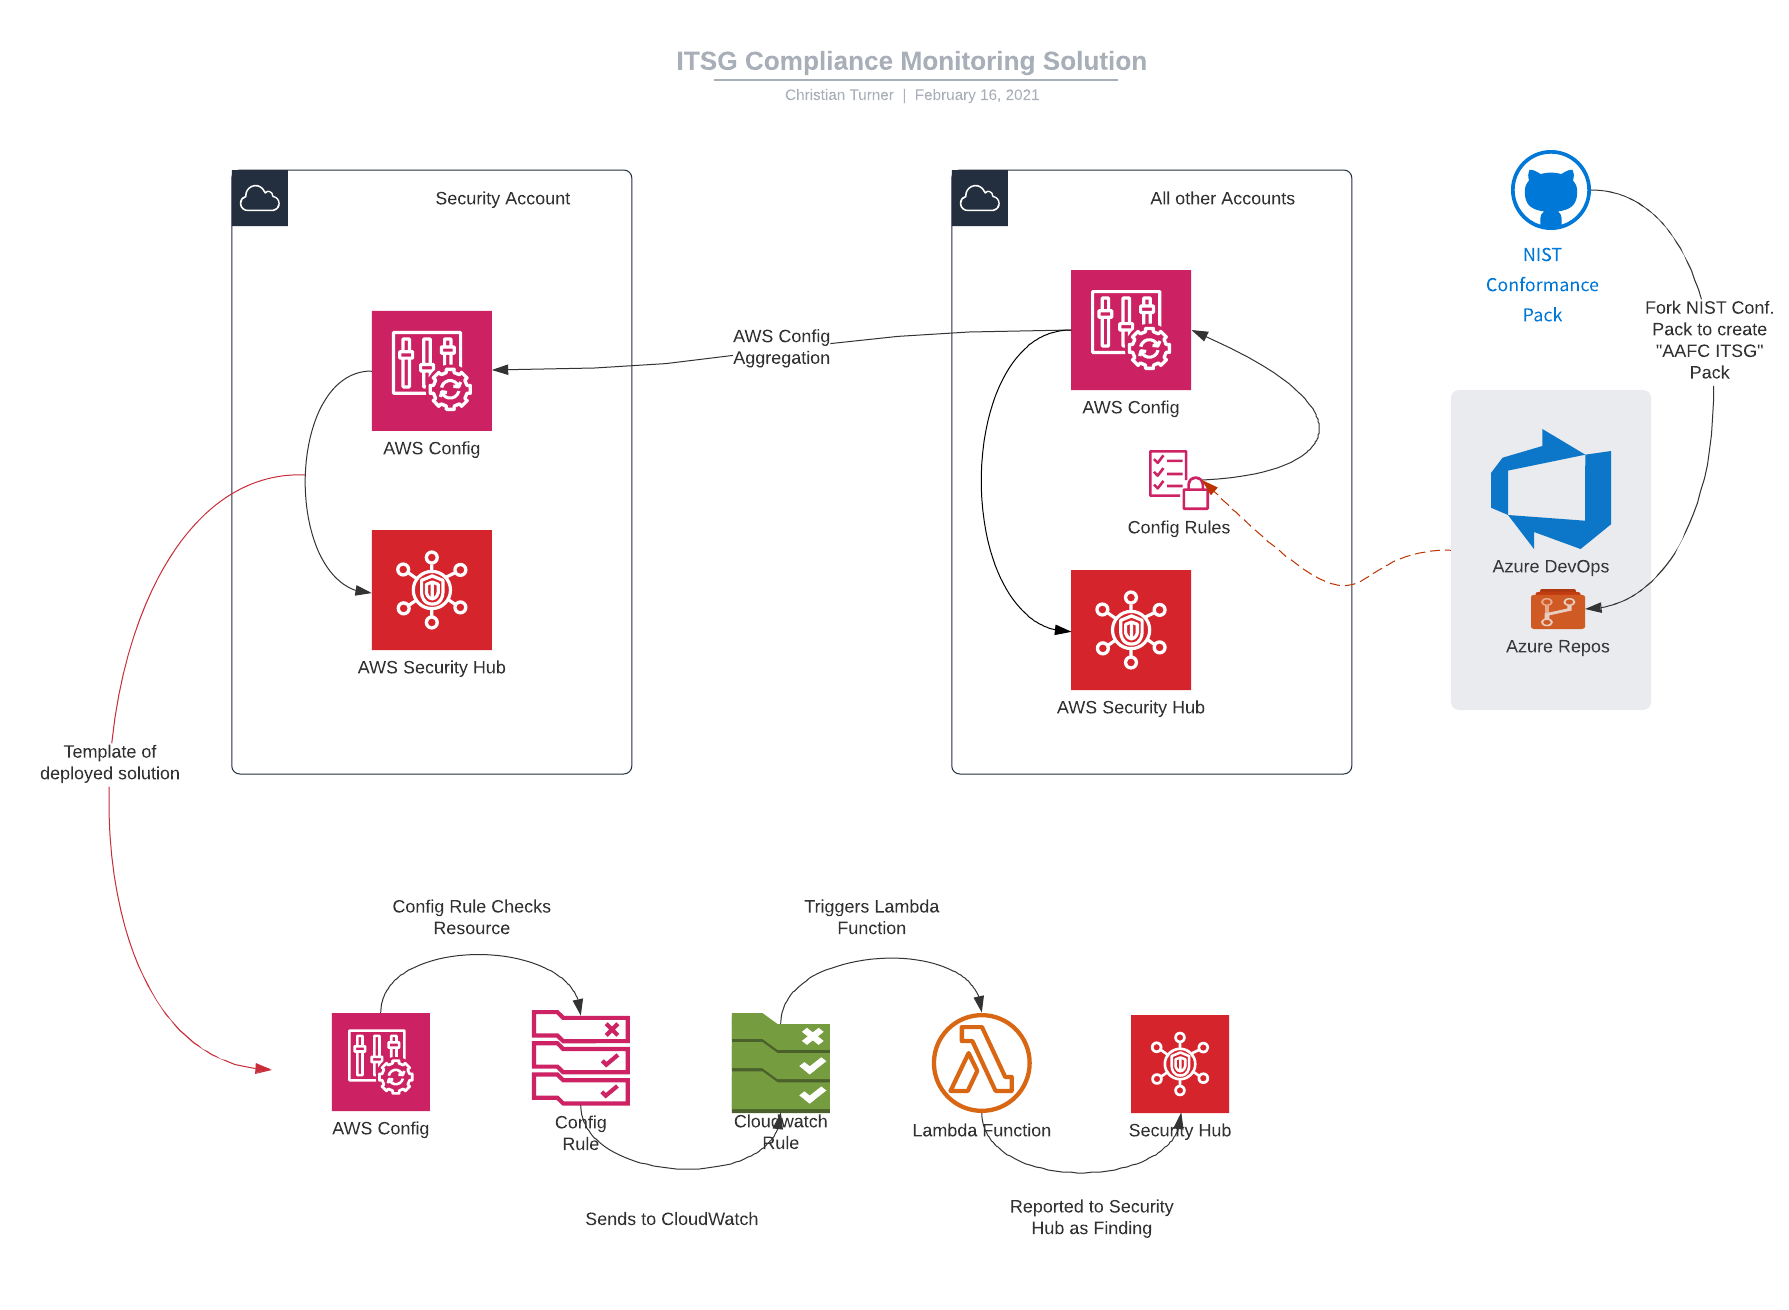 ITSG Compliance Monitoring Solution
Christian Turner | February 16, 2021
Security Account
AWS Config
AWS Security Hub
AWS Config
Aggregation
All other Accounts
AWS Config
Config Rules
AWS Security Hub
NIST
Conformance
Pack
Fork NIST Conf.
Pack to create
"AAFC ITSG"
Pack
Azure DevOps
Azure Repos
Template of
deployed solution
Config Rule Checks
Resource
Triggers Lambda
Function
AWS Config
Config
Rule
Cloudwatch
Rule
Lambda Function
Security Hub
Sends to CloudWatch
Reported to Security
Hub as Finding